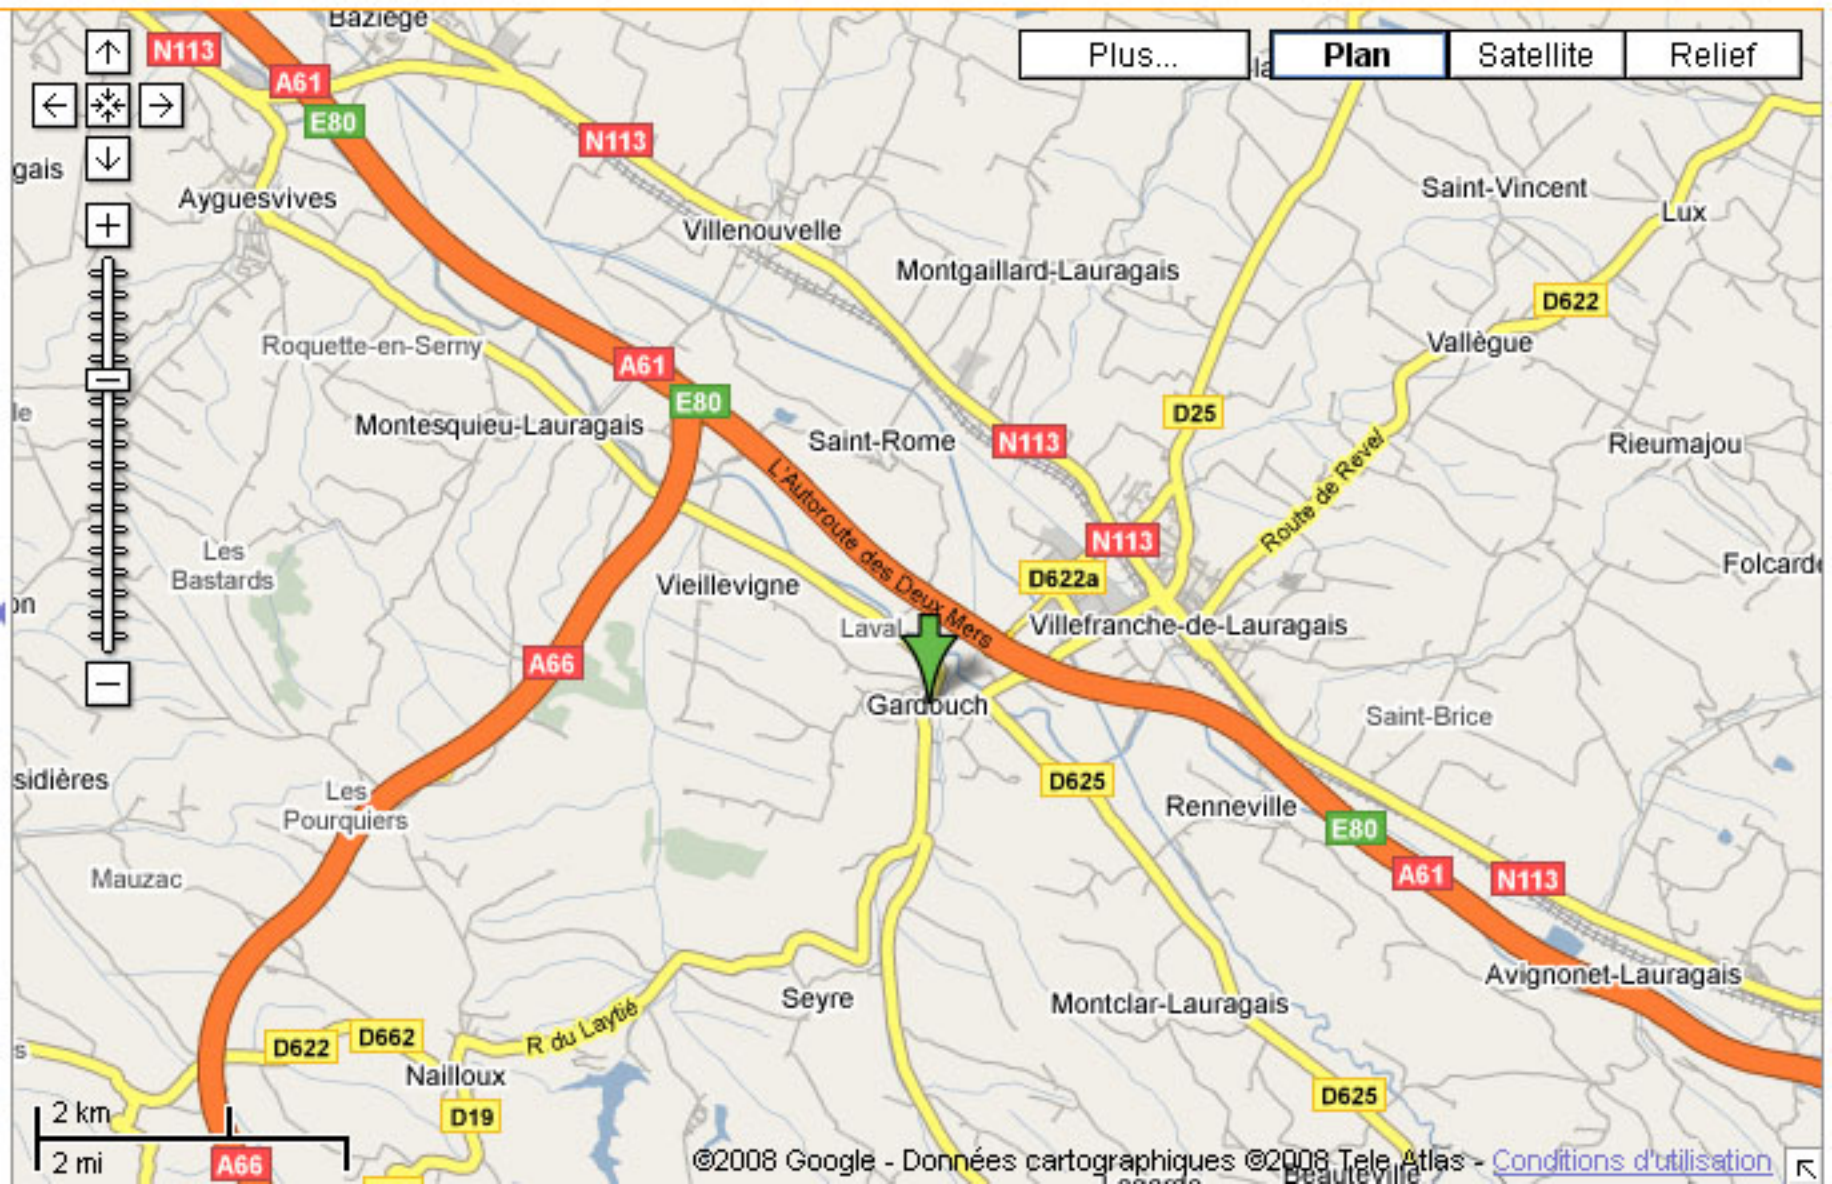 Baziège
N113
Plus...
Plan
Satellite
Relief
A61
E80
N113
gais
Ayguesvives
Saint-Vincent
Lux
Villenouvelle
Montgaillard-Lauragais
D622
Roquette-en-Serny
Vallègue
A61
E80
le
Montesquieu-Lauragais
Saint-Rome
N113
D25
Rieumajou
L'Autoroute des Deux Mers
Route de Revel
N113
Les
Bastards
D622a
Folcarde
on
Vieillevigne
Laval
Villefranche-de-Lauragais
A66
Gardouch
Saint-Brice
sidières
D625
Les
Pourquiers
Renneville
E80
Mauzac
A61
N113
Avignonet-Lauragais
Seyre
Montclar-Lauragais
R du Laytié
s
D622
D662
Nailloux
D625
2 km
D19
2 mi
A66
©2008 Google - Données cartographiques ©2008 Tele Atlas - Conditions d'utilisation
Beauteville